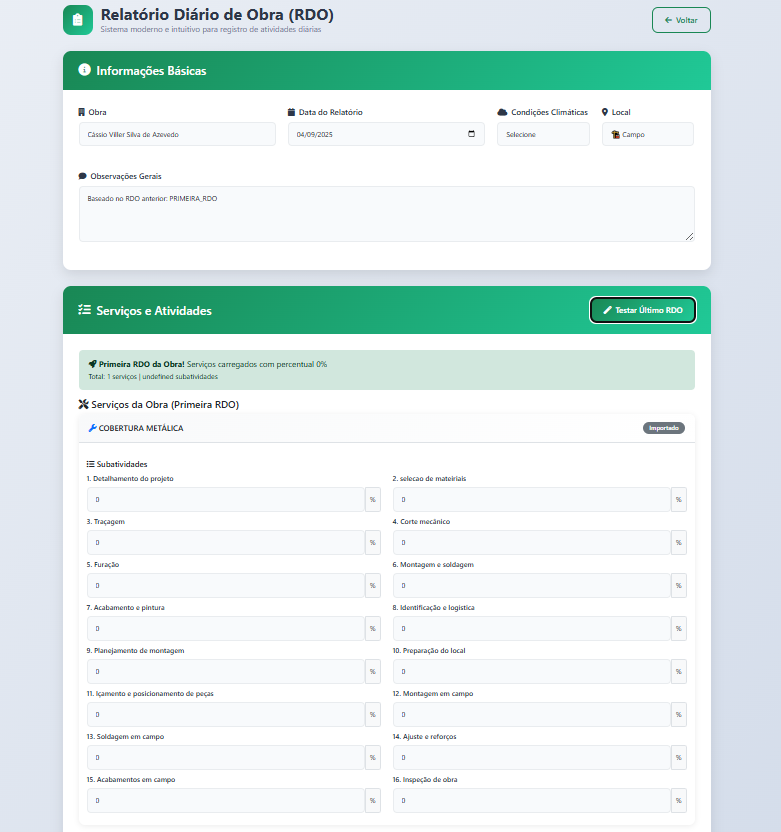 Relatório Diário de Obra (RDO)
Sistema moderno e intuitivo para registro de atividades diárias
← Voltar
Informações Básicas
Obra
Data do Relatório
Condições Climáticas
Local
Cássio Viller Silva de Azevedo
04/09/2025
Selecione
Campo
Observações Gerais
Baseado no RDO anterior: PRIMEIRA_RDO
Serviços e Atividades
Testar Último RDO
Primeira RDO da Obra! Serviços carregados com percentual 0%
Total: 1 serviços | undefined subatividades
Serviços da Obra (Primeira RDO)
COBERTURA METÁLICA
Importado
Subatividades
1. Detalhamento do projeto
2. selecao de mateiriais
0 %
0 %
3. Traçagem
4. Corte mecânico
0 %
0 %
5. Furação
6. Montagem e soldagem
0 %
0 %
7. Acabamento e pintura
8. Identificação e logística
0 %
0 %
9. Planejamento de montagem
10. Preparação do local
0 %
0 %
11. Içamento e posicionamento de peças
12. Montagem em campo
0 %
0 %
13. Soldagem em campo
14. Ajuste e reforços
0 %
0 %
15. Acabamentos em campo
16. Inspeção de obra
0 %
0 %